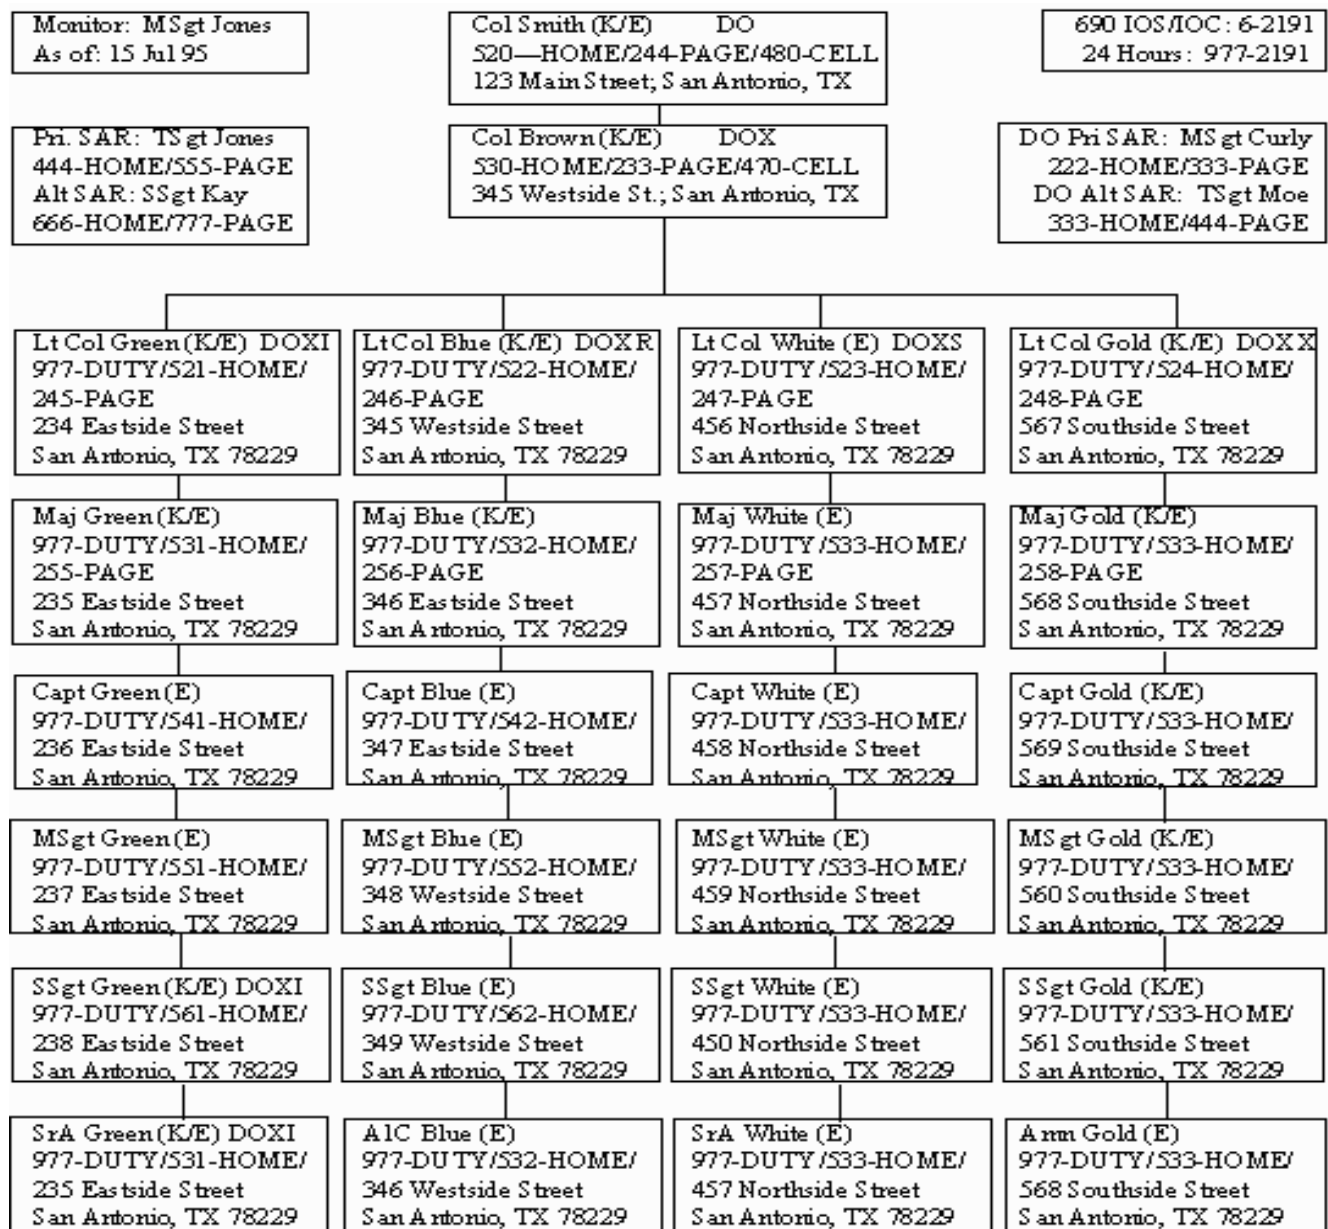 Monitor: MSgt Jones
As of: 15 Jul 95
Col Smith (K/E) DO
520—HOME/244-PAGE/480-CELL
123 Main Street; San Antonio, TX
690 IOS/IOC: 6-2191
24 Hours: 977-2191
Pri. SAR: TSgt Jones
444-HOME/555-PAGE
Alt SAR: SSgt Kay
666-HOME/777-PAGE
Col Brown (K/E) DOX
530-HOME/233-PAGE/470-CELL
345 Westside St.; San Antonio, TX
DO Pri SAR: MSgt Curly
222-HOME/333-PAGE
DO Alt SAR: TSgt Moe
333-HOME/444-PAGE
Lt Col Green (K/E) DOXI
977-DUTY/521-HOME/
245-PAGE
234 Eastside Street
San Antonio, TX 78229
Lt Col Blue (K/E) DOXR
977-DUTY/522-HOME/
246-PAGE
345 Westside Street
San Antonio, TX 78229
Lt Col White (E) DOXS
977-DUTY/523-HOME/
247-PAGE
456 Northside Street
San Antonio, TX 78229
Lt Col Gold (K/E) DOXX
977-DUTY/524-HOME/
248-PAGE
567 Southside Street
San Antonio, TX 78229
Maj Green (K/E)
977-DUTY/531-HOME/
255-PAGE
235 Eastside Street
San Antonio, TX 78229
Maj Blue (K/E)
977-DUTY/532-HOME/
256-PAGE
346 Eastside Street
San Antonio, TX 78229
Maj White (E)
977-DUTY/533-HOME/
257-PAGE
457 Northside Street
San Antonio, TX 78229
Maj Gold (K/E)
977-DUTY/533-HOME/
258-PAGE
568 Southside Street
San Antonio, TX 78229
Capt Green (E)
977-DUTY/541-HOME/
236 Eastside Street
San Antonio, TX 78229
Capt Blue (E)
977-DUTY/542-HOME/
347 Eastside Street
San Antonio, TX 78229
Capt White (E)
977-DUTY/533-HOME/
458 Northside Street
San Antonio, TX 78229
Capt Gold (K/E)
977-DUTY/533-HOME/
569 Southside Street
San Antonio, TX 78229
MSgt Green (E)
977-DUTY/551-HOME/
237 Eastside Street
San Antonio, TX 78229
MSgt Blue (E)
977-DUTY/552-HOME/
348 Westside Street
San Antonio, TX 78229
MSgt White (E)
977-DUTY/533-HOME/
459 Northside Street
San Antonio, TX 78229
MSgt Gold (K/E)
977-DUTY/533-HOME/
560 Southside Street
San Antonio, TX 78229
SSgt Green (K/E) DOXI
977-DUTY/561-HOME/
238 Eastside Street
San Antonio, TX 78229
SSgt Blue (E)
977-DUTY/562-HOME/
349 Westside Street
San Antonio, TX 78229
SSgt White (E)
977-DUTY/533-HOME/
450 Northside Street
San Antonio, TX 78229
SSgt Gold (K/E)
977-DUTY/533-HOME/
561 Southside Street
San Antonio, TX 78229
SrA Green (K/E) DOXI
977-DUTY/531-HOME/
235 Eastside Street
San Antonio, TX 78229
A1C Blue (E)
977-DUTY/532-HOME/
346 Westside Street
San Antonio, TX 78229
SrA White (E)
977-DUTY/533-HOME/
457 Northside Street
San Antonio, TX 78229
Amn Gold (E)
977-DUTY/533-HOME/
568 Southside Street
San Antonio, TX 78229